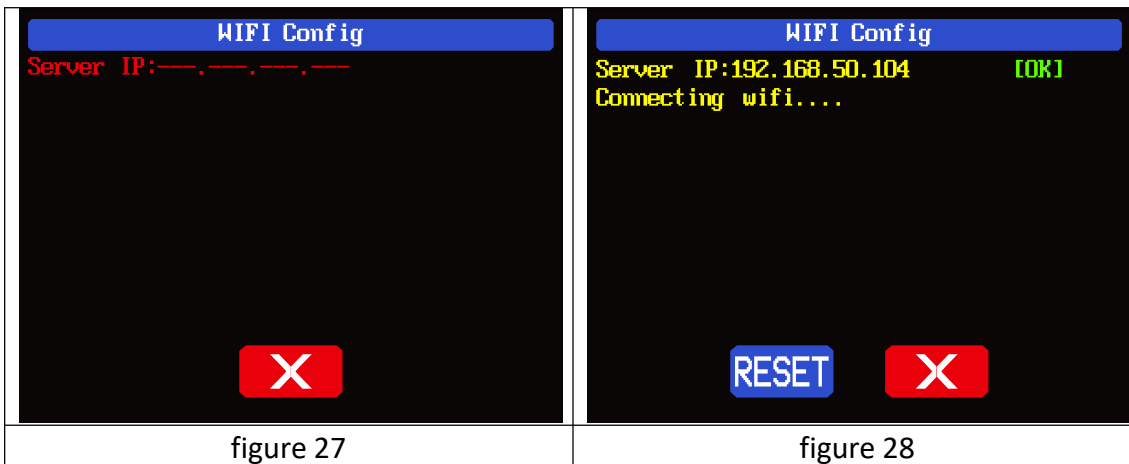 WIFI Config
Server IP:---.---.---.---
X
figure 27
WIFI Config
Server IP:192.168.50.104 [OK]
Connecting wifi....
RESET X
figure 28